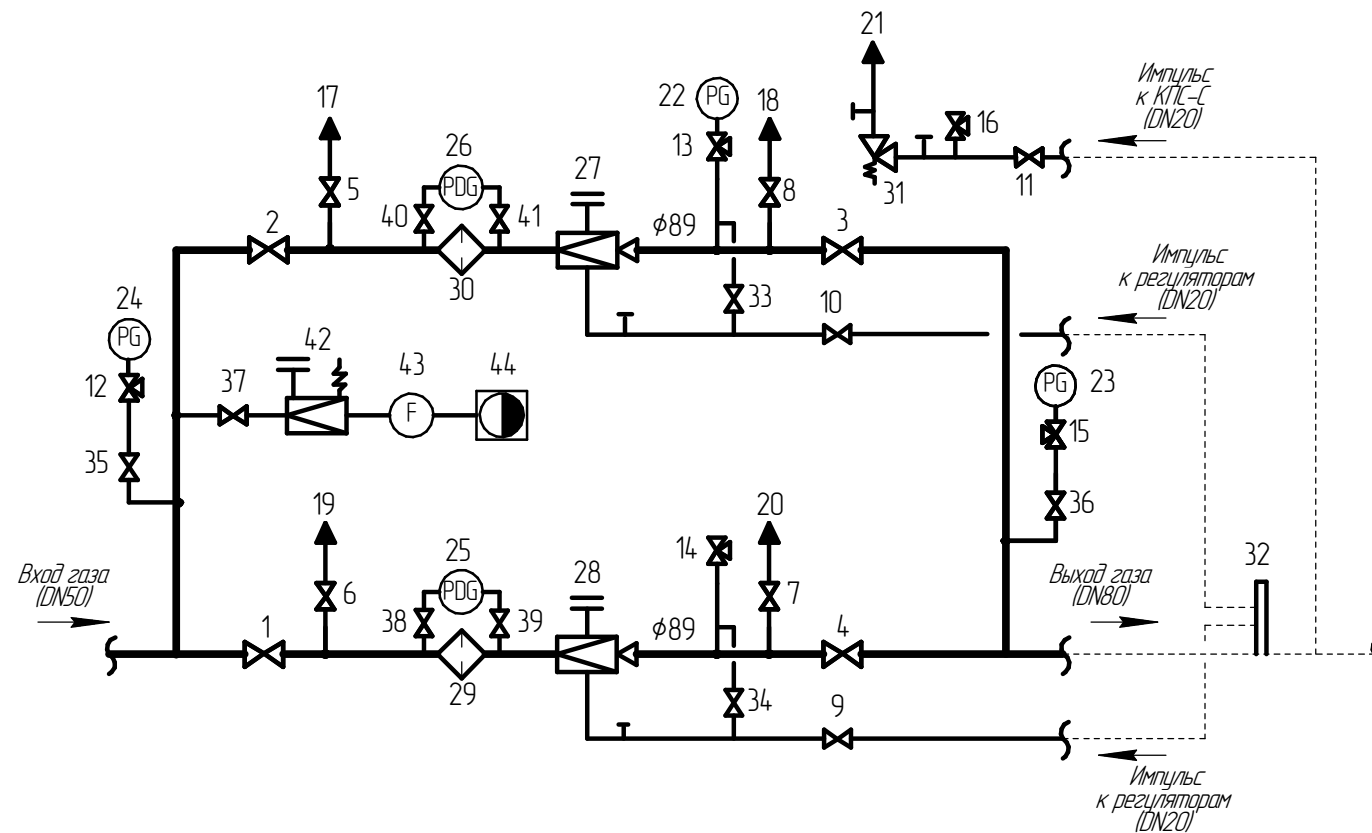 21
Импульс
к КПС-С
(DN20)
17
22
PG
18
16
26
27
13
PDG
5
40
41
8
31
11
2
ϕ89
3
Импульс
к регуляторам
(DN20)
30
33
10
24
PG
42
43
44
12
37
F
PG
23
15
35
36
19
20
25
14
32
Вход газа
(DN50)
PDG
28
Выход газа
(DN80)
6
7
1
38
39
ϕ89
4
29
34
9
Импульс
к регуляторам
(DN20)